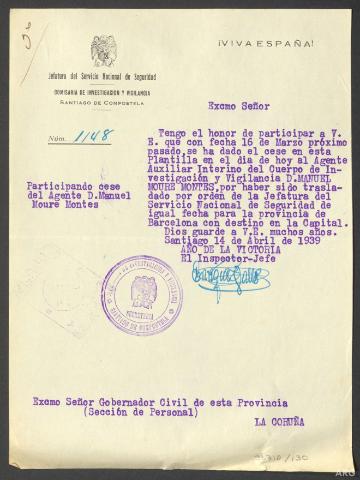 3
¡VIVA ESPAÑA!
Jefatura del Servicio Nacional de Seguridad
COMISARIA DE INVESTIGACION Y VIGILANCIA
SANTIAGO DE COMPOSTELA
Excmo Señor
Núm. 1148
Tengo el honor de participar a V.
E. que con fecha 16 de Marzo próximo
pasado, se ha dado el cese en esta
Plantilla en el dia de hoy al Agente
Auxiliar Interino del Cuerpo de In-
vestigación y Vigilancia D.MANUEL
MOURE MONTES, por haber sido trasla-
dado por orden de la Jefatura del
Servicio Nacional de Seguridad de
igual fecha para la provincia de
Barcelona con destino en la Capital.
Dios guarde a V.E. muchos años.
Santiago 14 de Abril de 1939
AÑO DE LA VICTORIA
El Inspector-Jefe
Participando cese
del Agente D.Manuel
Moure Montes
Excmo Señor Gobernador Civil de esta Provincia
(Sección de Personal)
LA CORUÑA